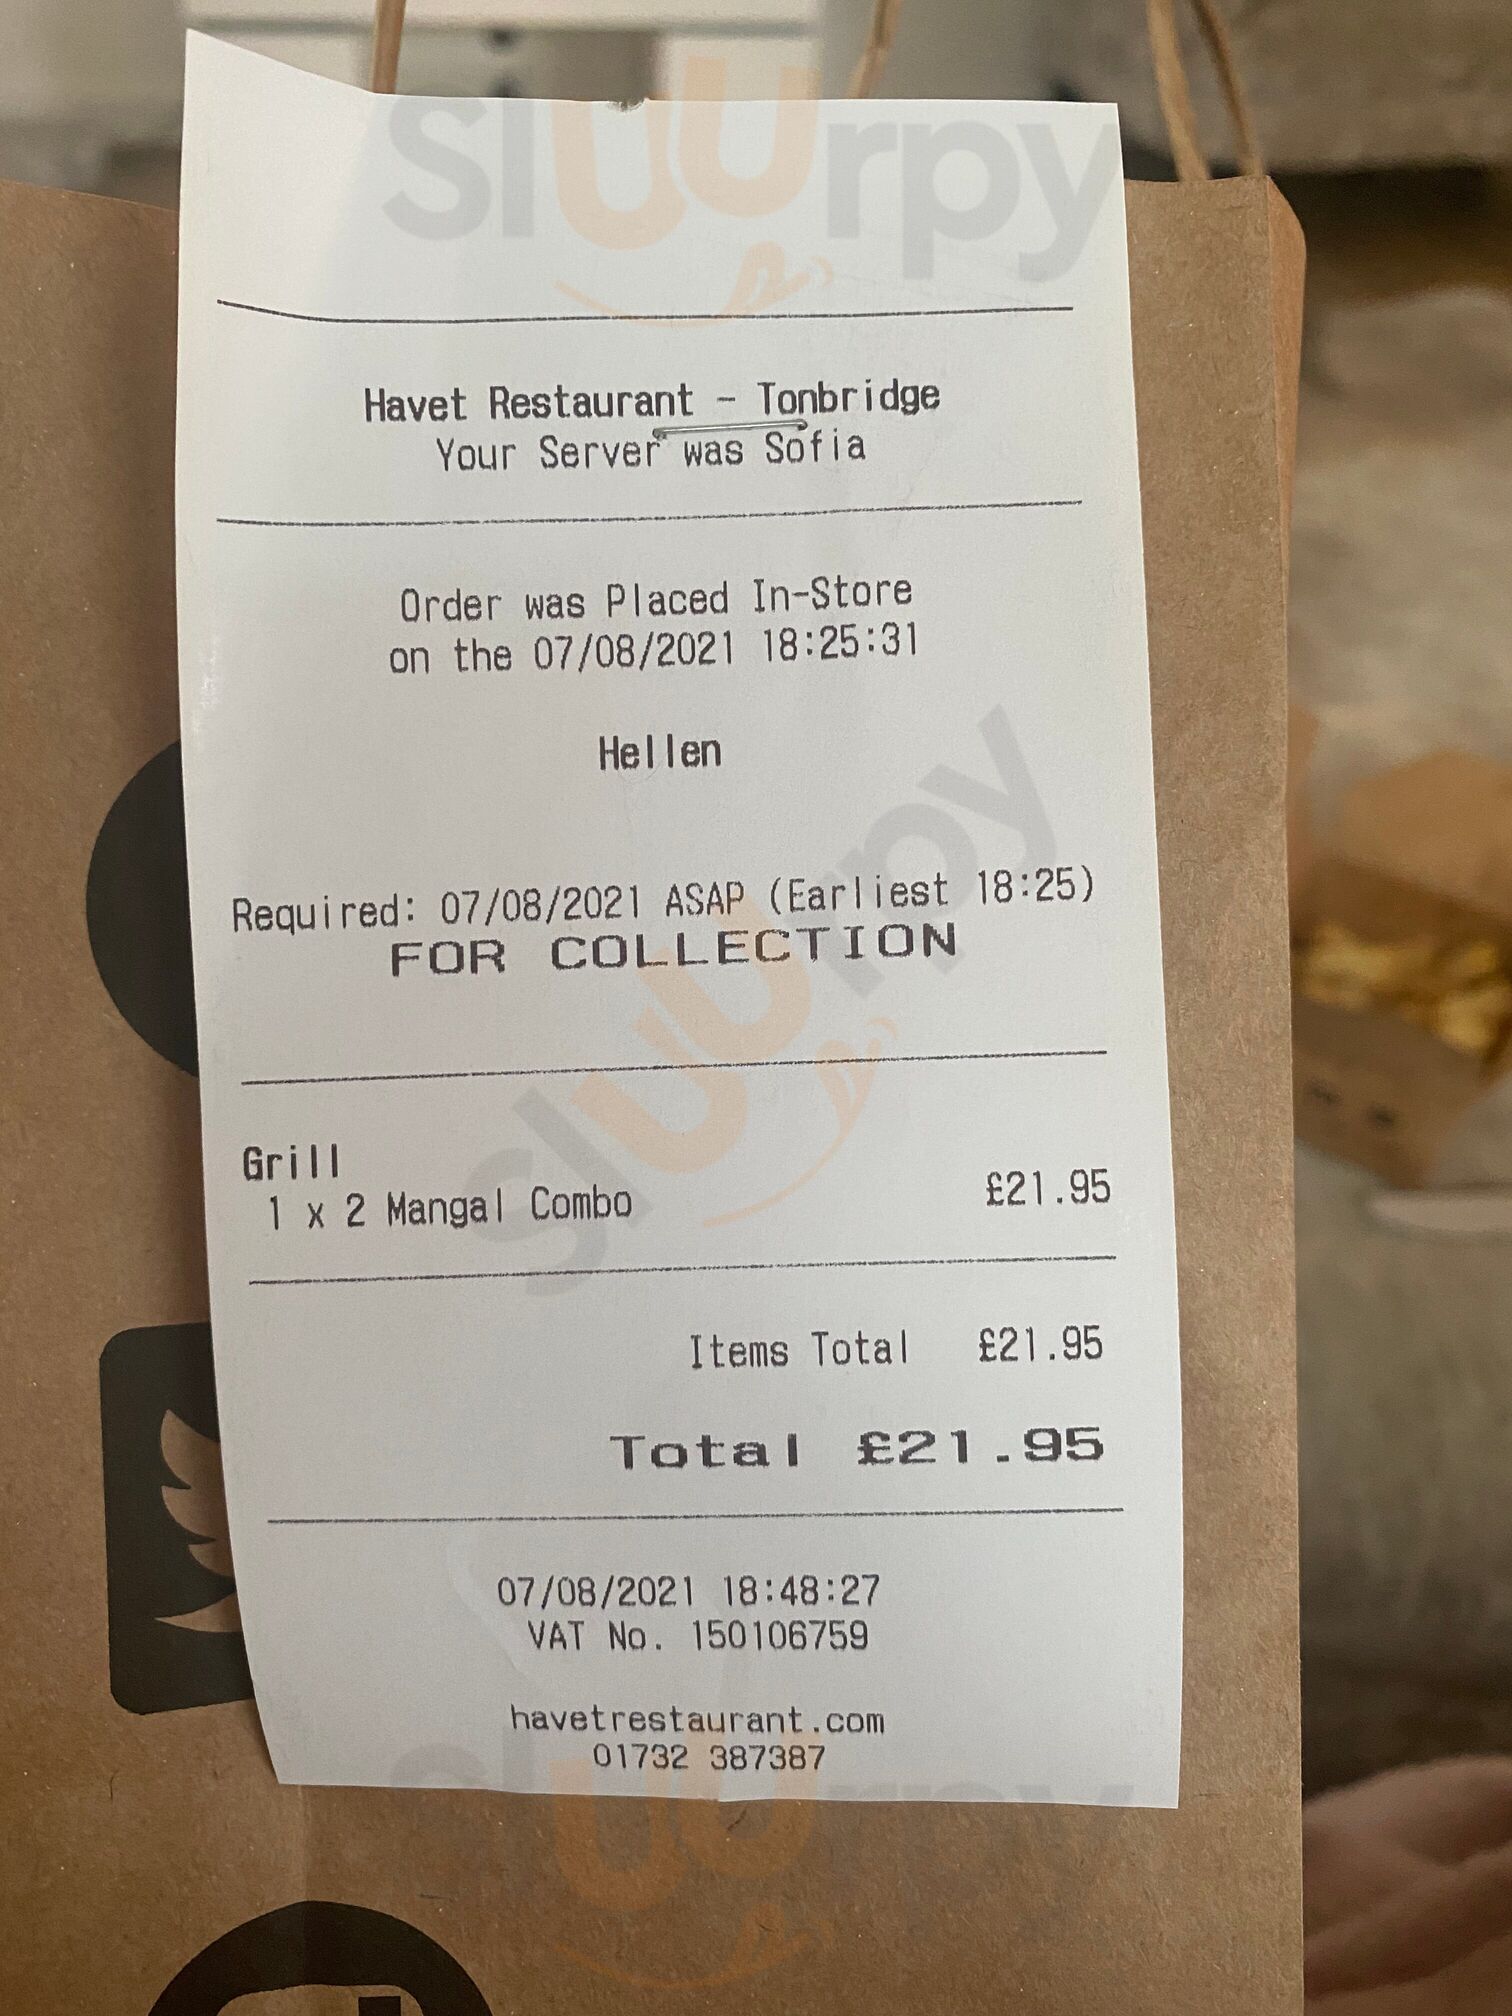 Sluurpy
Havet Restaurant - Tonbridge
Your Server was Sofia
Order was Placed In-Store
on the 07/08/2021 18:25:31
Hellen
Required: 07/08/2021 ASAP (Earliest 18:25)
FOR COLLECTION
Sluurpy
Grill
1 x 2 Mangal Combo £21.95
Items Total £21.95
Total £21.95
07/08/2021 18:48:27
VAT No. 150106759
havetrestaurant.com
01732 387387
Sluurpy